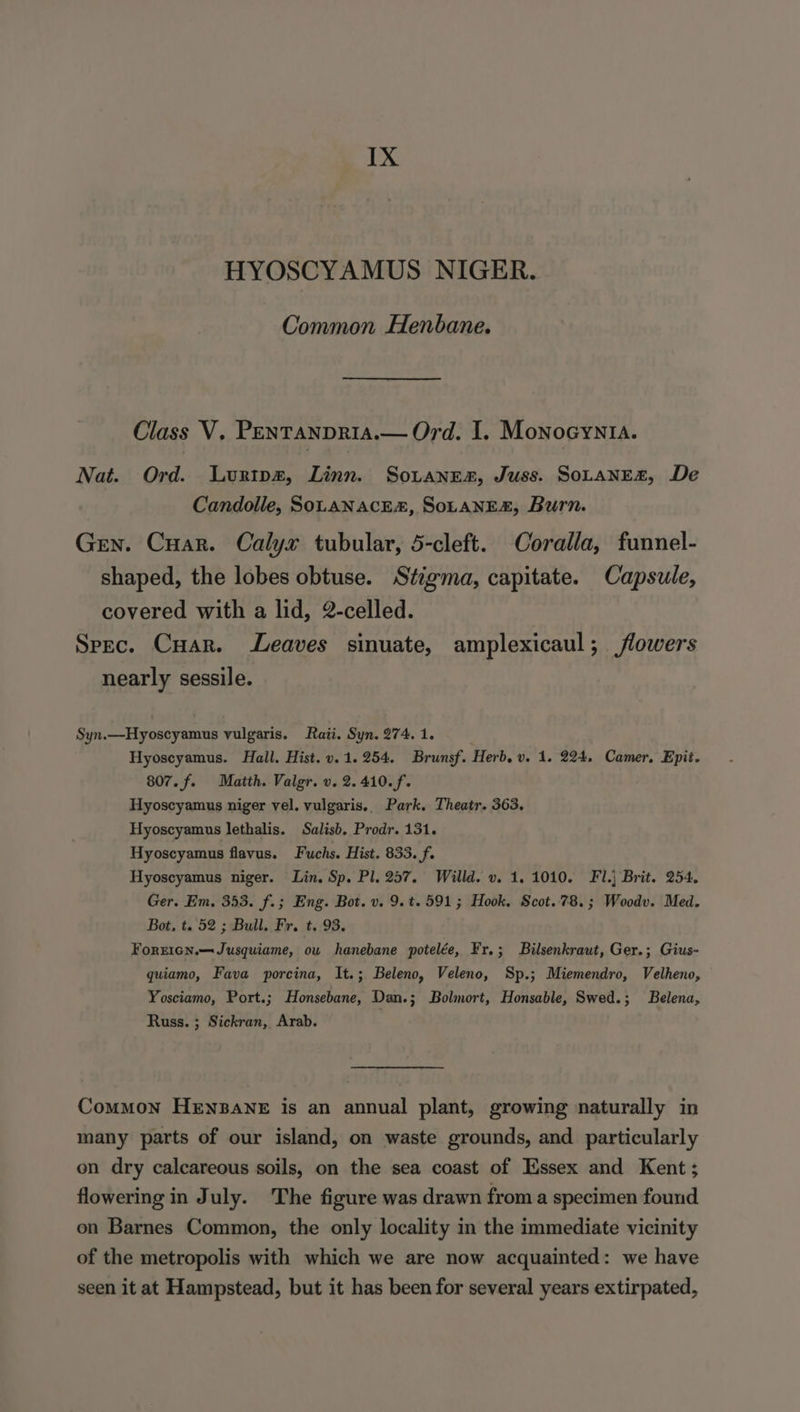 IX
HYOSCYAMUS NIGER.
Common Henbane.
Class V. PENTANDRIA.—Ord. I. MONOGYNIA.
Nat. Ord. LURIDÆ, Linn. SOLANEÆ, Juss. SOLANEÆ, De
Candolle, SOLANACEÆ, SOLANEÆ, Burn.
GEN. CHAR. Calyx tubular, 5-cleft. Coralla, funnel-
shaped, the lobes obtuse. Stigma, capitate. Capsule,
covered with a lid, 2-celled.
SPEC. CHAR. Leaves sinuate, amplexicaul; flowers
nearly sessile.
Syn.—Hyoscyamus vulgaris. Raii. Syn. 274. 1.
Hyoscyamus. Hall. Hist. v. 1. 254. Brunsf. Herb. v. 1. 224. Camer. Epit.
807. f. Matth. Valgr. v. 2. 410. f.
Hyoscyamus niger vel. vulgaris. Park. Theatr. 363.
Hyoscyamus lethalis. Salisb. Prodr. 131.
Hyoscyamus flavus. Fuchs. Hist. 833. f.
Hyoscyamus niger. Lin. Sp. Pl. 257. Willd. v. 1. 1010. Fl. Brit. 254.
Ger. Em. 353. f.; Eng. Bot. v. 9. t. 591; Hook. Scot. 78.; Woodv. Med.
Bot. t. 52; Bull. Fr. t. 93.
FOREIGN.—Jusquiame, ou hanebane potelée, Fr.; Bilsenkraut, Ger.; Gius-
quiamo, Fava porcina, It.; Beleno, Veleno, Sp.; Miemendro, Velheno,
Yosciamo, Port.; Honsebane, Dan.; Bolmort, Honsable, Swed.; Belena,
Russ.; Sickran, Arab.
COMMON HENBANE is an annual plant, growing naturally in
many parts of our island, on waste grounds, and particularly
on dry calcareous soils, on the sea coast of Essex and Kent;
flowering in July. The figure was drawn from a specimen found
on Barnes Common, the only locality in the immediate vicinity
of the metropolis with which we are now acquainted: we have
seen it at Hampstead, but it has been for several years extirpated,